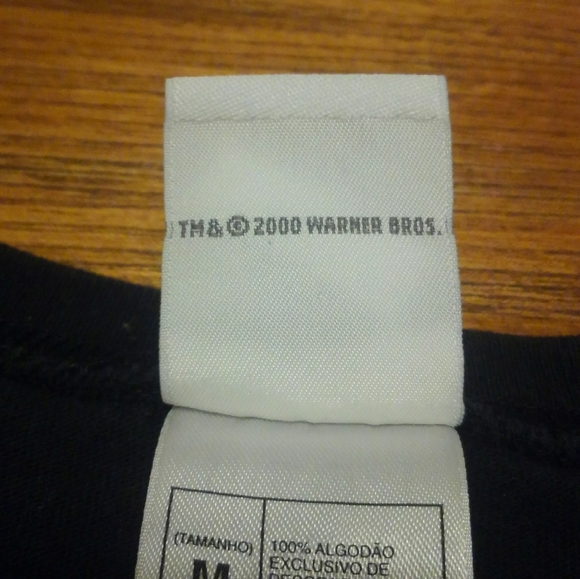 TM&© 2000 WARNER BROS.
(TAMANHO)
M
100% ALGODÃO
EXCLUSIVO DE